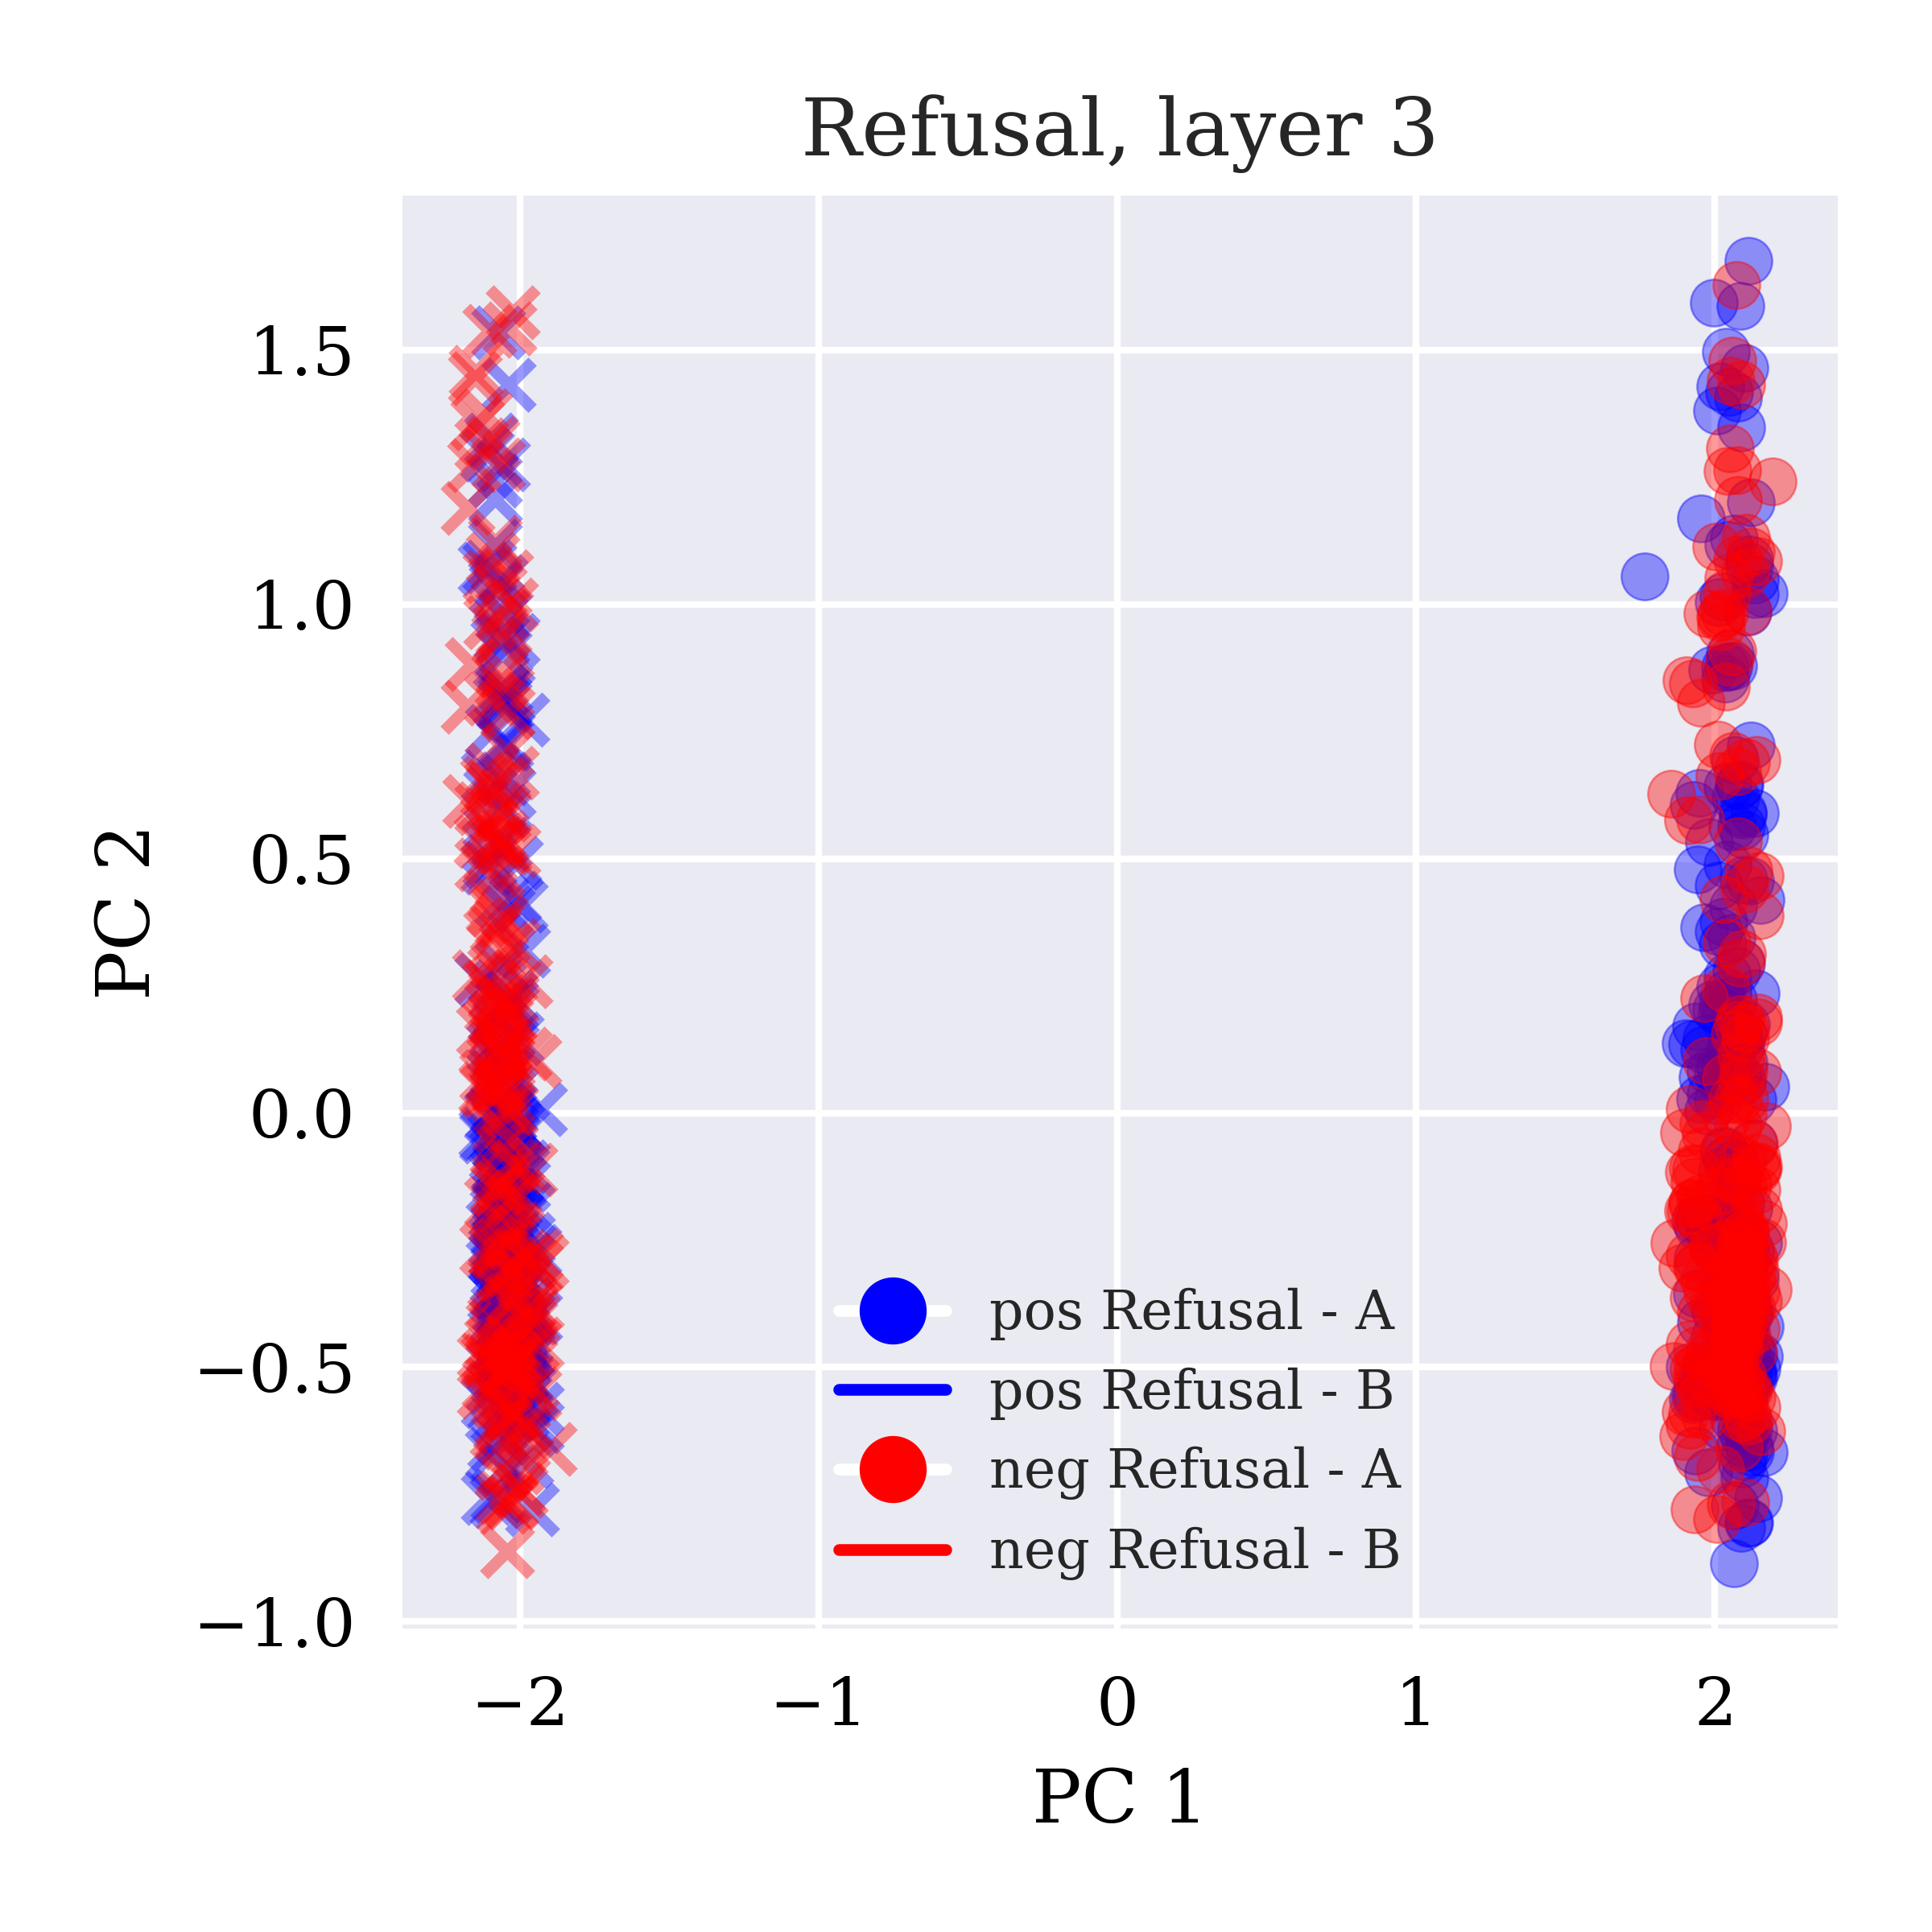 Refusal, layer 3
1.5
1.0
0.5
0.0
−0.5
−1.0
PC 2
pos Refusal - A
pos Refusal - B
neg Refusal - A
neg Refusal - B
−2 −1 0 1 2
PC 1